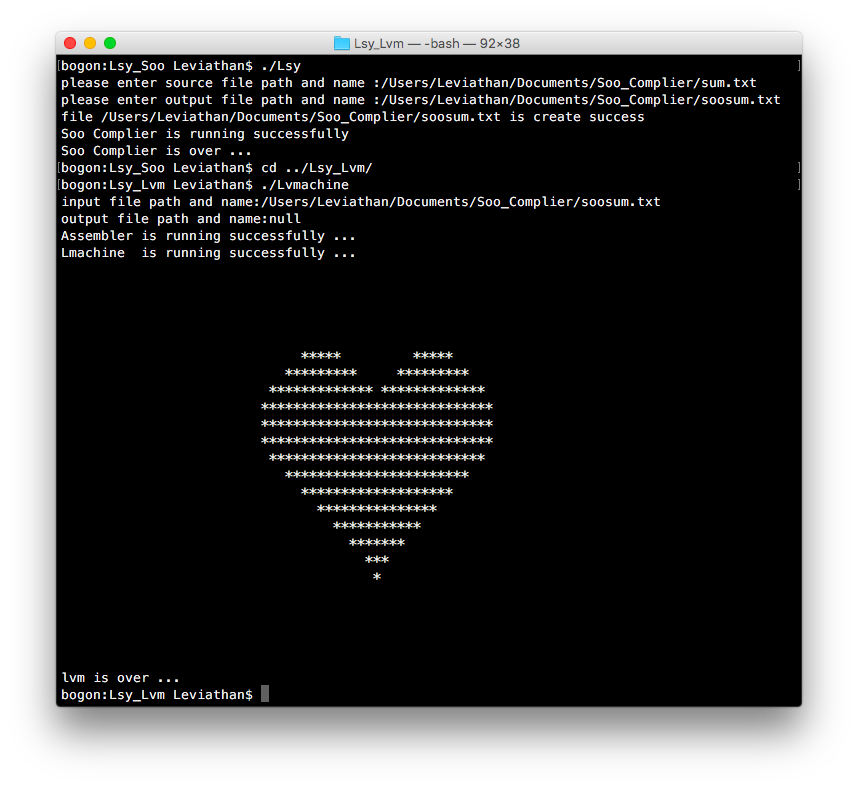 Lsy_Lvm — -bash — 92×38
[bogon:Lsy_Soo Leviathan$ ./Lsy ]
please enter source file path and name :/Users/Leviathan/Documents/Soo_Complier/sum.txt
please enter output file path and name :/Users/Leviathan/Documents/Soo_Complier/soosum.txt
file /Users/Leviathan/Documents/Soo_Complier/soosum.txt is create success
Soo Complier is running successfully
Soo Complier is over ...
[bogon:Lsy_Soo Leviathan$ cd ../Lsy_Lvm/ ]
[bogon:Lsy_Lvm Leviathan$ ./Lvmachine ]
input file path and name:/Users/Leviathan/Documents/Soo_Complier/soosum.txt
output file path and name:null
Assembler is running successfully ...
Lmachine  is running successfully ...
                              *****         *****
                            *********     *********
                          ************* *************
                         *****************************
                         *****************************
                         *****************************
                          ***************************
                            ***********************
                              *******************
                                ***************
                                  ***********
                                    *******
                                      ***
                                       *
lvm is over ...
bogon:Lsy_Lvm Leviathan$